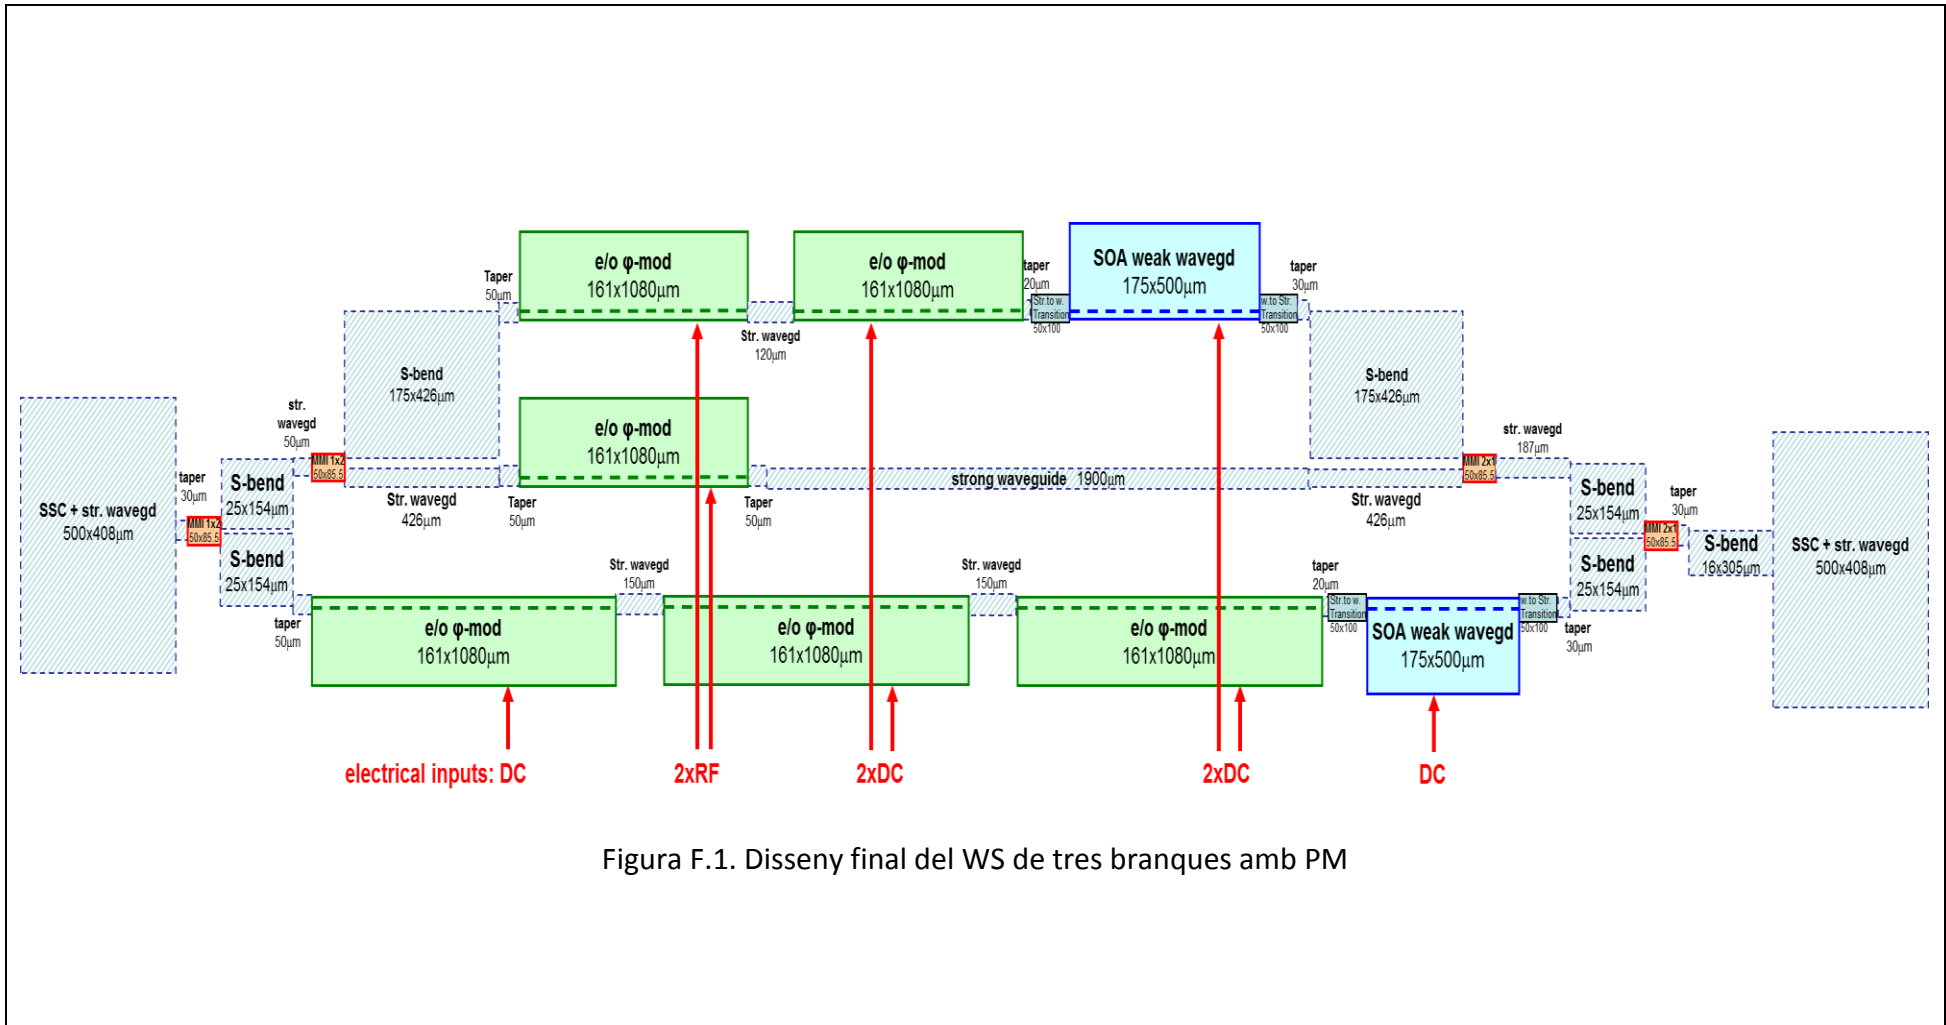 e/o φ-mod
161x1080µm
e/o φ-mod
161x1080µm
SOA weak wavegd
175x500µm
Taper
50µm
Str. wavegd
120µm
taper
20µm
Str.to w.
Transition
50x100
w.to Str.
Transition
50x100
taper
30µm
S-bend
175x426µm
S-bend
175x426µm
e/o φ-mod
161x1080µm
str.
wavegd
50µm
MMI 1x2
50x85.5
Str. wavegd
426µm
Taper
50µm
Taper
50µm
strong waveguide 1900µm
Str. wavegd
426µm
MMI 2x1
50x85.5
str. wavegd
187µm
SSC + str. wavegd
500x408µm
taper
30µm
MMI 1x2
50x85.5
S-bend
25x154µm
S-bend
25x154µm
S-bend
25x154µm
S-bend
25x154µm
MMI 2x1
50x85.5
taper
30µm
S-bend
16x305µm
SSC + str. wavegd
500x408µm
taper
50µm
e/o φ-mod
161x1080µm
Str. wavegd
150µm
e/o φ-mod
161x1080µm
Str. wavegd
150µm
e/o φ-mod
161x1080µm
taper
20µm
Str.to w.
Transition
50x100
SOA weak wavegd
175x500µm
w.to Str.
Transition
50x100
taper
30µm
electrical inputs: DC
2xRF
2xDC
2xDC
DC
Figura F.1. Disseny final del WS de tres branques amb PM